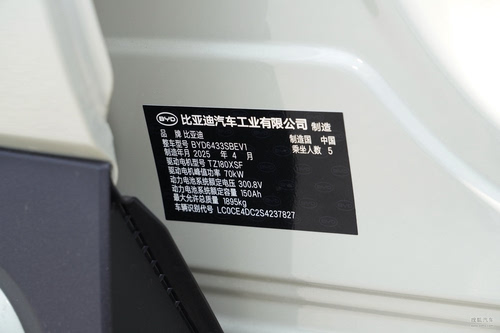 BYD 比亚迪汽车工业有限公司 制造
品 牌 比亚迪 制造国 中国
整车型号 BYD6433SBEV1 乘坐人数 5
制造年月 2025 年 4 月
驱动电机型号 TZ180XSF
驱动电机峰值功率 70kW
动力电池系统额定电压 300.8V
动力电池系统额定容量 150Ah
最大允许总质量 1895kg
车辆识别代号 LC0CE4DC2S4237827
搜狐汽车